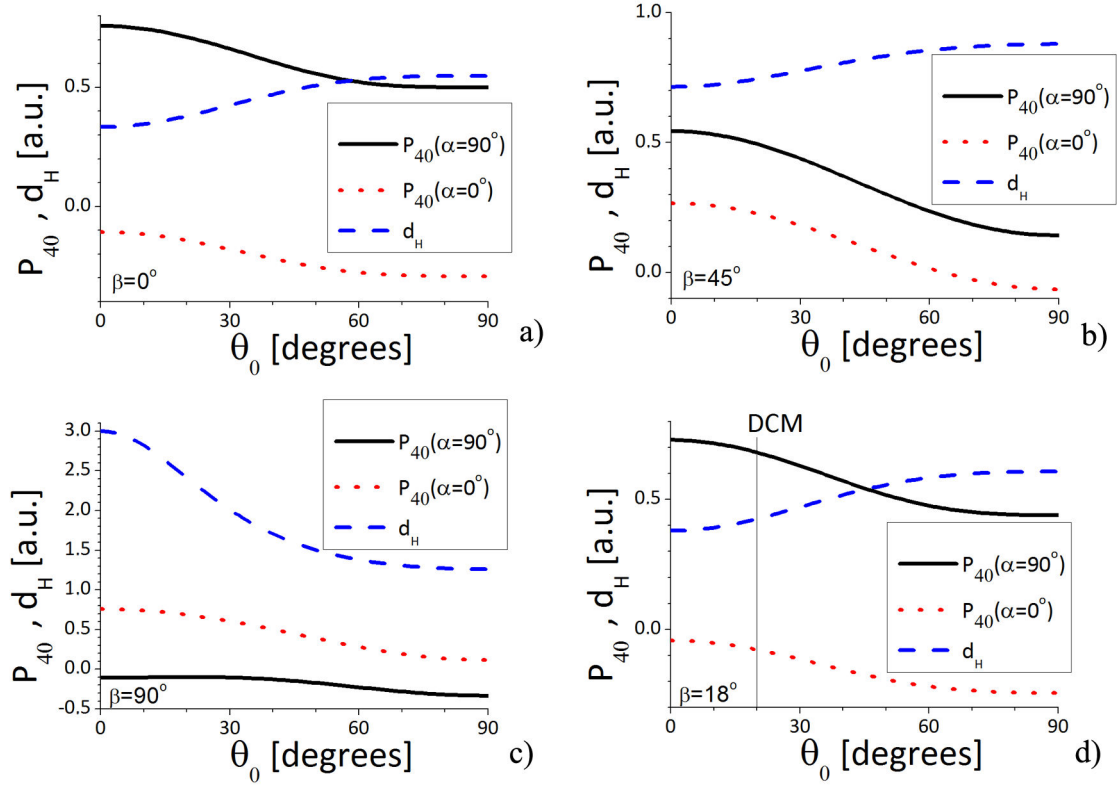 P40 , dH [a.u.]
0.5
0.0
P40(α=90°)
P40(α=0°)
dH
β=0°
0 30 60 90
θ0 [degrees]
a)
P40 , dH [a.u.]
1.0
0.5
0.0
P40(α=90°)
P40(α=0°)
dH
β=45°
0 30 60 90
θ0 [degrees]
b)
P40 , dH [a.u.]
3.0
2.5
2.0
1.5
1.0
0.5
0.0
-0.5
P40(α=90°)
P40(α=0°)
dH
β=90°
0 30 60 90
θ0 [degrees]
c)
P40 , dH [a.u.]
DCM
0.5
0.0
P40(α=90°)
P40(α=0°)
dH
β=18°
0 30 60 90
θ0 [degrees]
d)